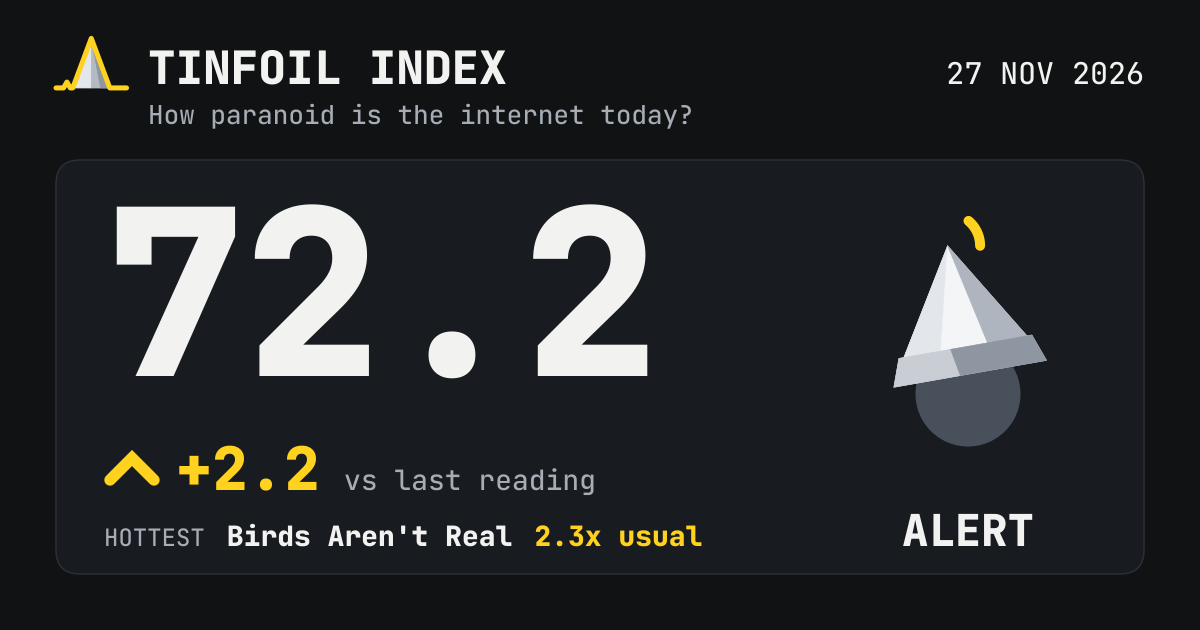 TINFOIL INDEX
27 NOV 2026
How paranoid is the internet today?
72.2
+2.2 vs last reading
HOTTEST Birds Aren't Real 2.3x usual
ALERT